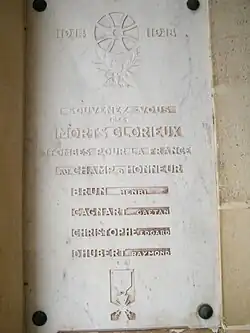 1914 1918
SOUVENEZ-VOUS
DES
MORTS GLORIEUX
TOMBÉS POUR LA FRANCE
AU CHAMP D'HONNEUR
BRUN HENRI
CAGNART GAETAN
CHRISTOPHE EDGARD
DHUBERT RAYMOND